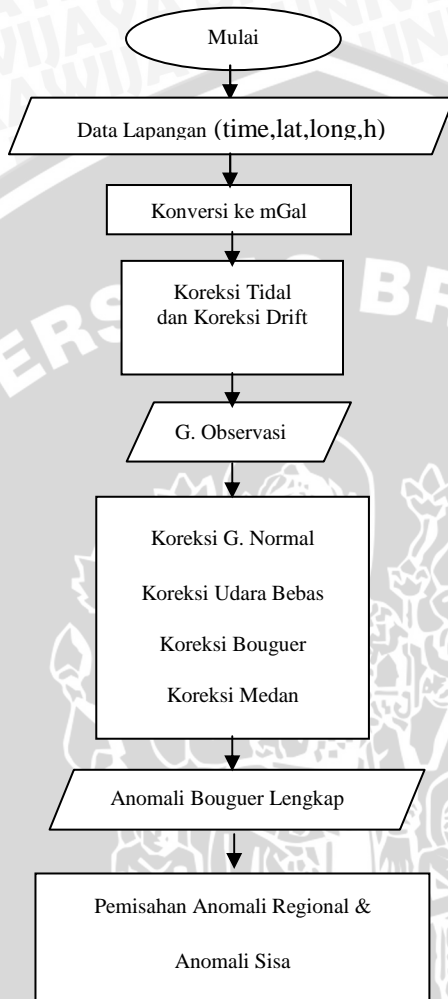 Mulai
Data Lapangan (time,lat,long,h)
Konversi ke mGal
Koreksi Tidal
dan Koreksi Drift
G. Observasi
Koreksi G. Normal
Koreksi Udara Bebas
Koreksi Bouguer
Koreksi Medan
Anomali Bouguer Lengkap
Pemisahan Anomali Regional &
Anomali Sisa